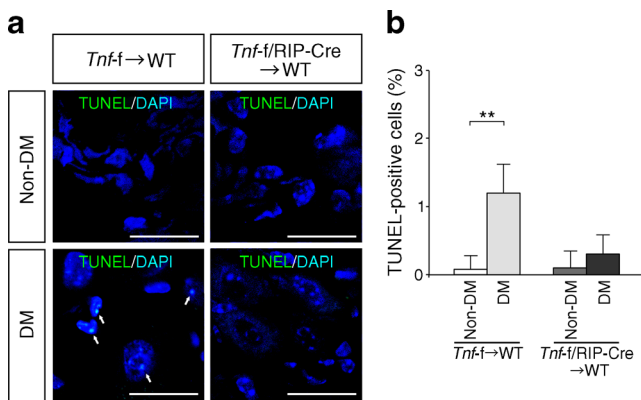 a
Tnf-f→WT
Tnf-f/RIP-Cre
→WT
Non-DM
TUNEL/DAPI
TUNEL/DAPI
DM
TUNEL/DAPI
TUNEL/DAPI
b
TUNEL-positive cells (%)
3
2
1
0
**
Non-DM
DM
Non-DM
DM
Tnf-f→WT
Tnf-f/RIP-Cre
→WT